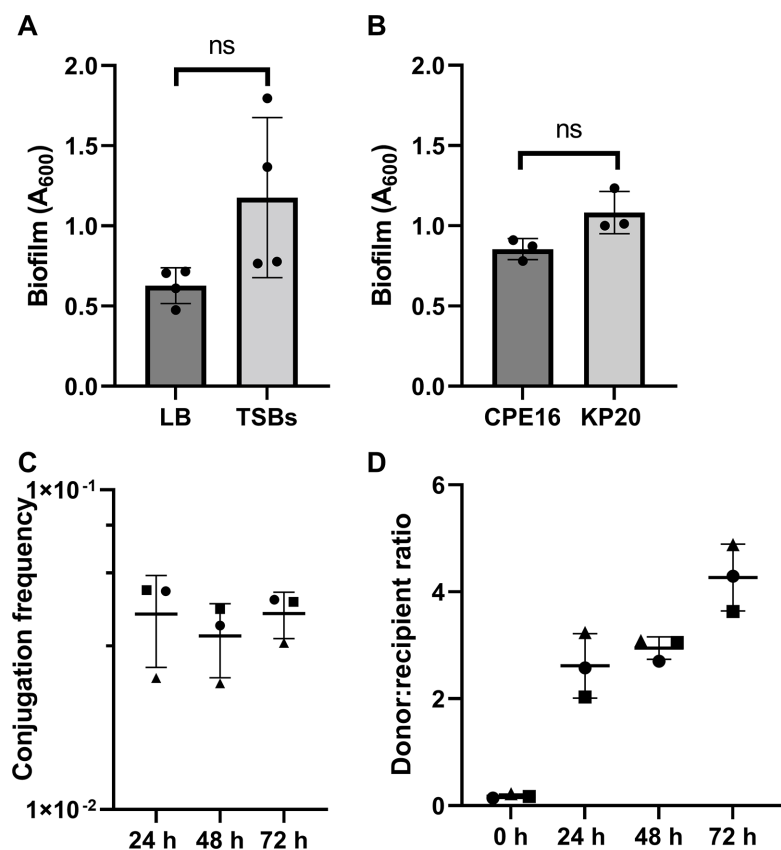 A
ns
Biofilm (A600)
2.0
1.5
1.0
0.5
0.0
LB TSBs
B
ns
Biofilm (A600)
2.0
1.5
1.0
0.5
0.0
CPE16 KP20
C
Conjugation frequency
1×10-1
1×10-2
24 h 48 h 72 h
D
Donor:recipient ratio
6
4
2
0
0 h 24 h 48 h 72 h